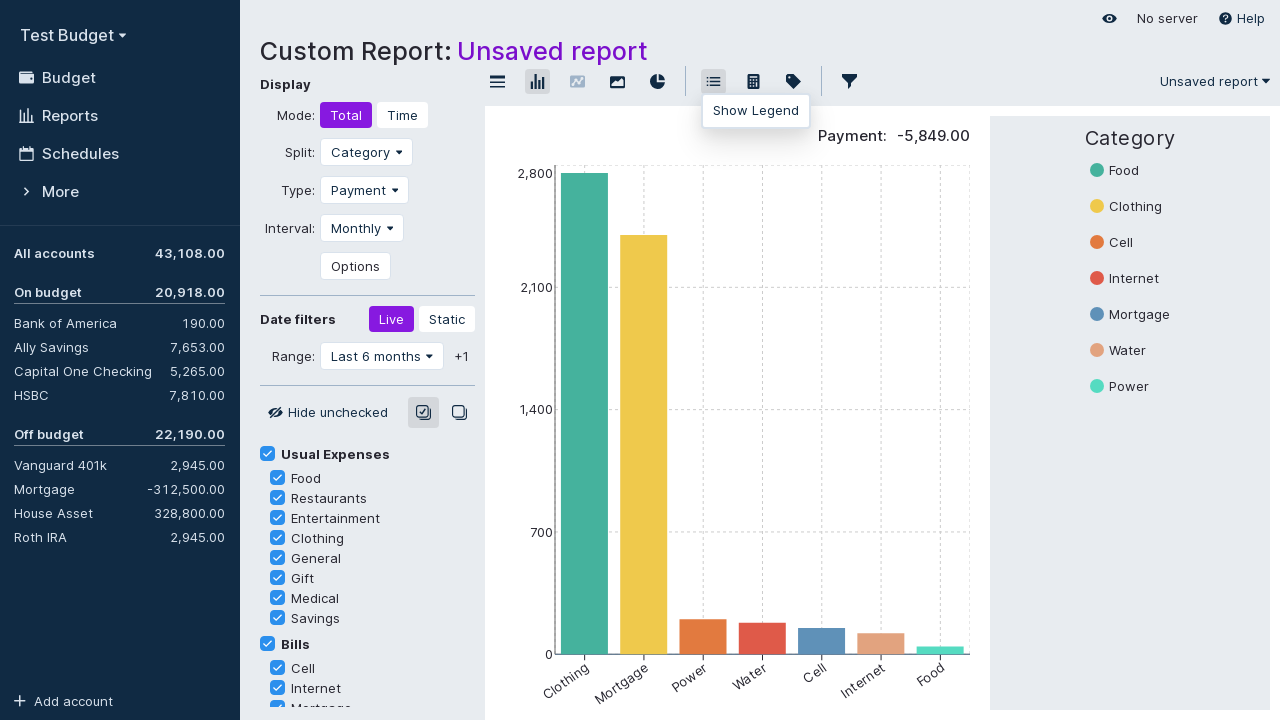 Test Budget
Budget
Reports
Schedules
More
All accounts 43,108.00
On budget 20,918.00
Bank of America 190.00
Ally Savings 7,653.00
Capital One Checking 5,265.00
HSBC 7,810.00
Off budget 22,190.00
Vanguard 401k 2,945.00
Mortgage -312,500.00
House Asset 328,800.00
Roth IRA 2,945.00
Add account
No server
Help
Custom Report: Unsaved report
Display
Mode: Total Time
Split: Category
Type: Payment
Interval: Monthly
Options
Date filters Live Static
Range: Last 6 months +1
Hide unchecked
Usual Expenses
Food
Restaurants
Entertainment
Clothing
General
Gift
Medical
Savings
Bills
Cell
Internet
Mortgage
Unsaved report
Show Legend
Payment: -5,849.00
2,800
2,100
1,400
700
0
Clothing
Mortgage
Power
Water
Cell
Internet
Food
Category
Food
Clothing
Cell
Internet
Mortgage
Water
Power